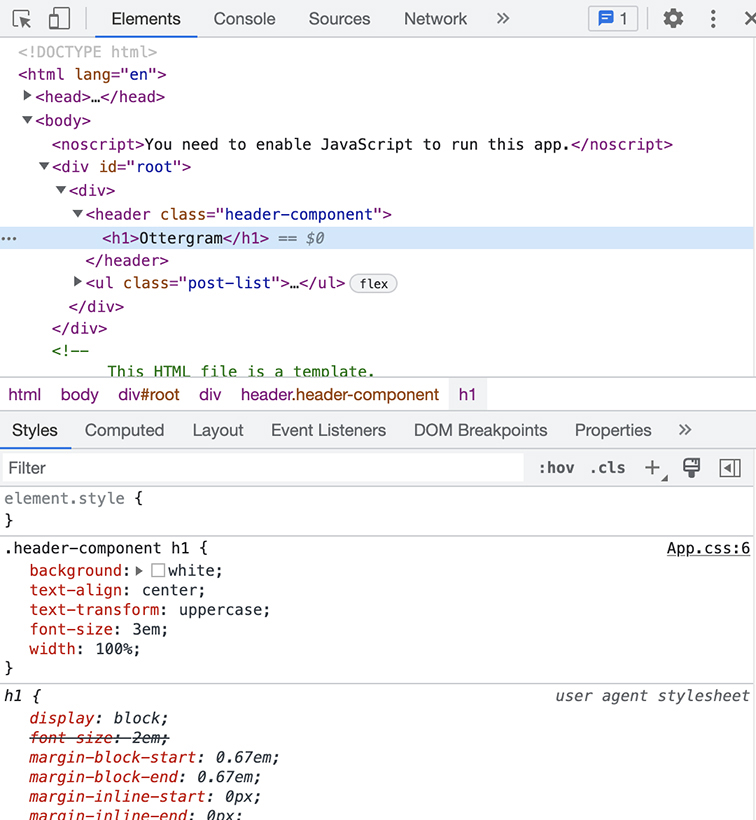 Elements Console Sources Network » 1
<!DOCTYPE html>
<html lang="en">
<head>…</head>
<body>
<noscript>You need to enable JavaScript to run this app.</noscript>
<div id="root">
<div>
<header class="header-component">
<h1>Ottergram</h1> == $0
</header>
<ul class="post-list">…</ul> flex
</div>
</div>
<!--
This HTML file is a template.
html body div#root div header.header-component h1
Styles Computed Layout Event Listeners DOM Breakpoints Properties »
Filter :hov .cls +
element.style {
}
.header-component h1 { App.css:6
background: white;
text-align: center;
text-transform: uppercase;
font-size: 3em;
width: 100%;
}
h1 { user agent stylesheet
display: block;
font-size: 2em;
margin-block-start: 0.67em;
margin-block-end: 0.67em;
margin-inline-start: 0px;
margin-inline-end: 0px;